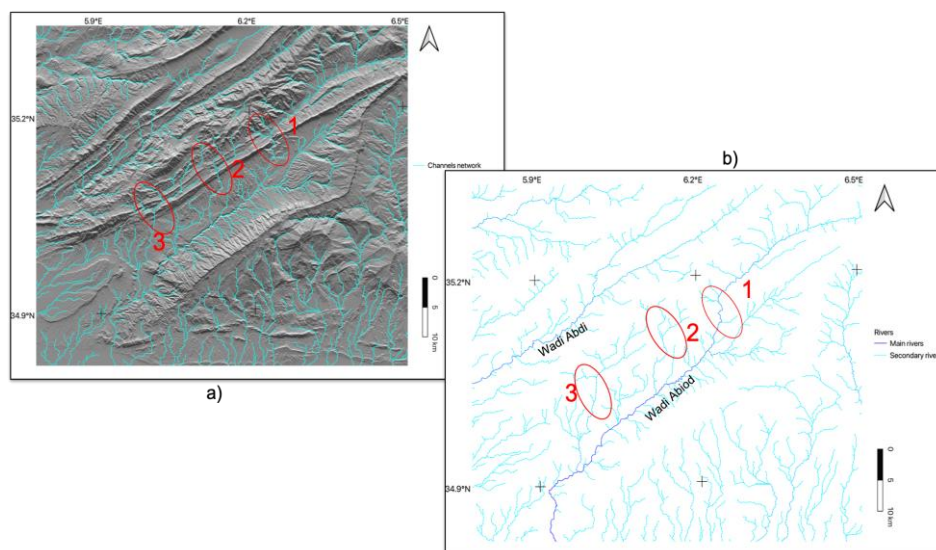 5.9°E 6.2°E 6.5°E
35.2°N
1
2
Channels network
3
0
5
10 km
34.9°N
a)
b)
5.9°E 6.2°E 6.5°E
35.2°N
1
2
Rivers
Main rivers
Secondary rive
Wadi Abdi
3
Wadi Abiod
0
5
10 km
34.9°N